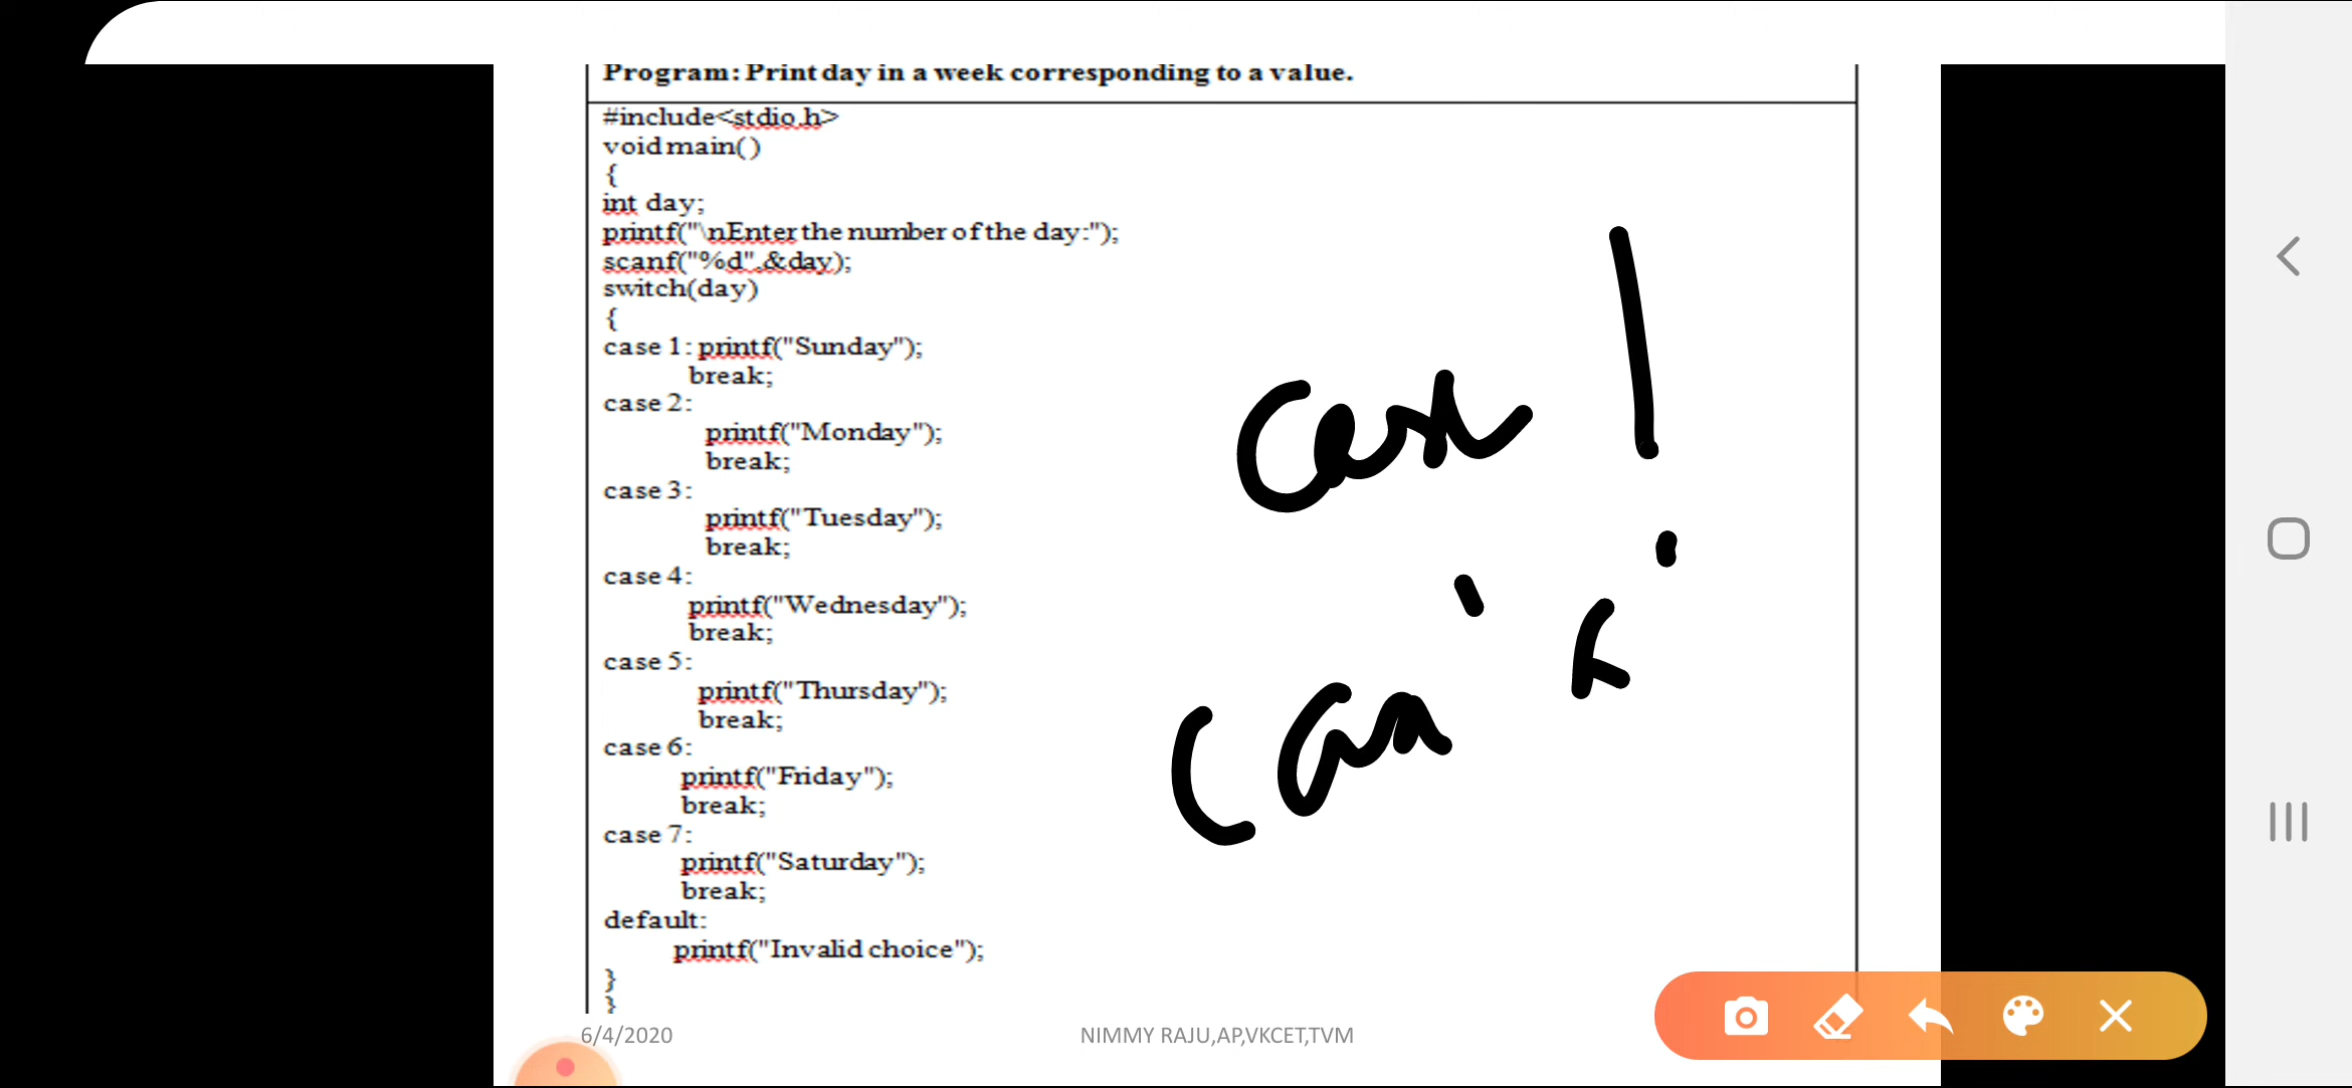 Program: Print day in a week corresponding to a value.
#include<stdio.h>
void main()
{
int day;
printf("\nEnter the number of the day:");
scanf("%d",&day);
switch(day)
{
case 1: printf("Sunday");
break;
case 2:
printf("Monday");
break;
case 3:
printf("Tuesday");
break;
case 4:
printf("Wednesday");
break;
case 5:
printf("Thursday");
break;
case 6:
printf("Friday");
break;
case 7:
printf("Saturday");
break;
default:
printf("Invalid choice");
}
}
case 1
6/4/2020
NIMMY RAJU,AP,VKCET,TVM